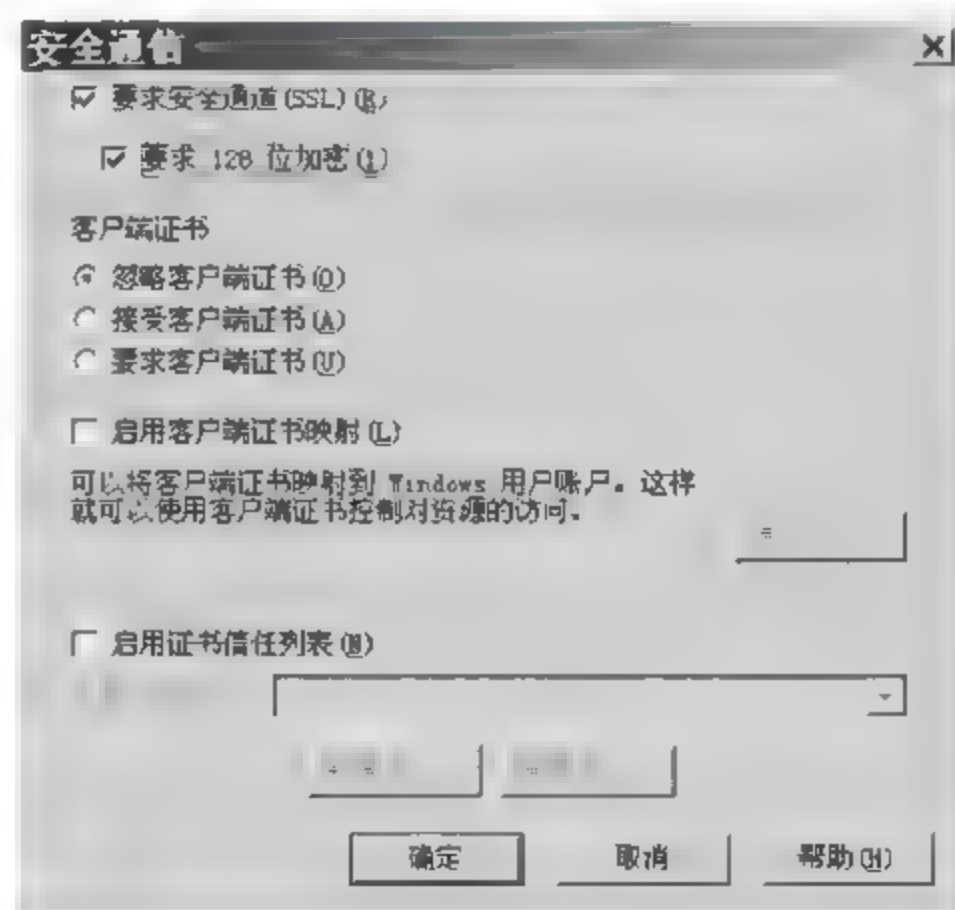 安全通信
要求安全通道(SSL)(R)
要求 128 位加密(1)
客户端证书
忽略客户端证书(O)
接受客户端证书(A)
要求客户端证书(U)
启用客户端证书映射(L)
可以将客户端证书映射到 Windows 用户账户。这样
就可以使用客户端证书控制对资源的访问。
启用证书信任列表(N)
确定 取消 帮助(H)